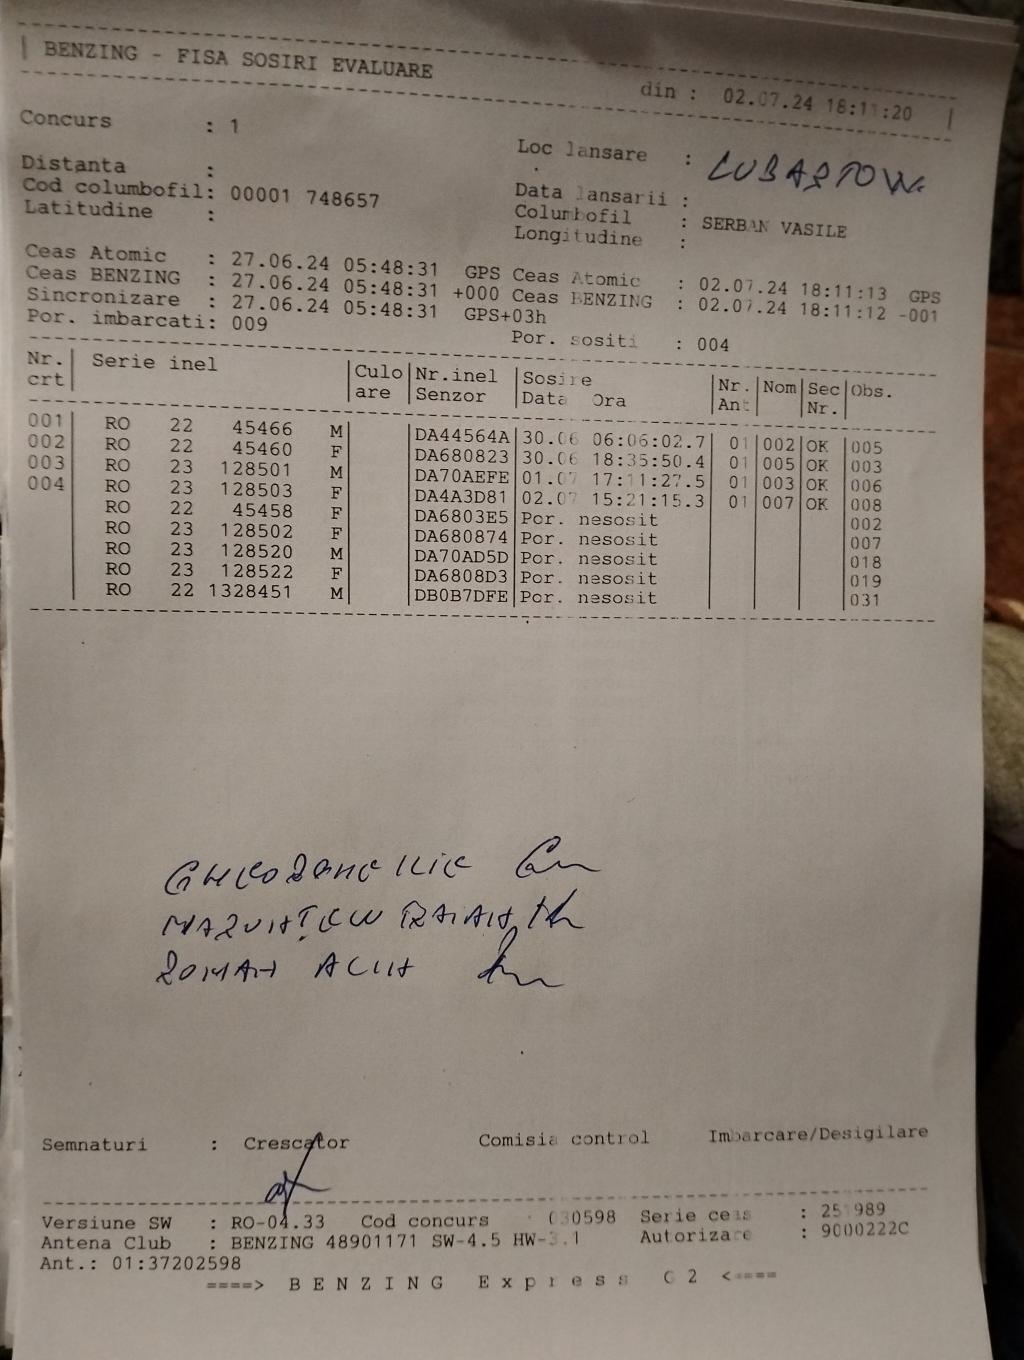 BENZING - FISA SOSIRI EVALUARE din : 02.07.24 18:11:20
Concurs : 1 Loc lansare : LUBARTOW
Distanta : Data lansarii :
Cod columbofil: 00001 748657 Columbofil : SERBAN VASILE
Latitudine : Longitudine :
Ceas Atomic : 27.06.24 05:48:31 GPS Ceas Atomic : 02.07.24 18:11:13 GPS
Ceas BENZING : 27.06.24 05:48:31 +000 Ceas BENZING : 02.07.24 18:11:12 -001
Sincronizare : 27.06.24 05:48:31 GPS+03h
Por. imbarcati: 009 Por. sositi : 004
Nr. crt Serie inel Culo are Nr.inel Senzor Sosire Data Ora Nr. Ant Nom Sec Nr. Obs.
001 RO 22 45466 M DA44564A 30.06 06:06:02.7 01 002 OK 005
002 RO 22 45460 F DA680823 30.06 18:35:50.4 01 005 OK 003
003 RO 23 128501 M DA70AEFE 01.07 17:11:27.5 01 003 OK 006
004 RO 23 128503 F DA4A3D81 02.07 15:21:15.3 01 007 OK 008
RO 22 45458 F DA6803E5 Por. nesosit 002
RO 23 128502 F DA680874 Por. nesosit 007
RO 23 128520 M DA70AD5D Por. nesosit 018
RO 23 128522 F DA6808D3 Por. nesosit 019
RO 22 1328451 M DB0B7DFE Por. nesosit 031
ILIE
ROMAN ALIN
Semnaturi : Crescator Comisia control Imbarcare/Desigilare
Versiune SW : RO-04.33 Cod concurs : 030598 Serie ceas : 251989
Antena Club : BENZING 48901171 SW-4.5 HW-3.1 Autorizare : 9000222C
Ant.: 01:37202598
====> B E N Z I N G E x p r e s s G 2 <====